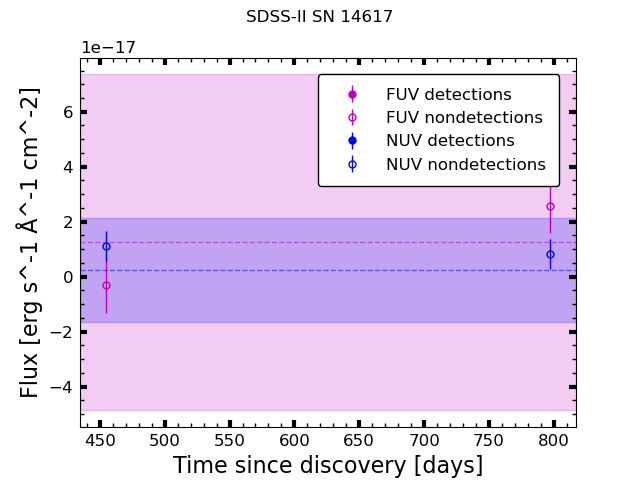 SDSS-II SN 14617
1e−17
FUV detections
FUV nondetections
NUV detections
NUV nondetections
6
4
2
0
−2
−4
Flux [erg s^-1 Å^-1 cm^-2]
450 500 550 600 650 700 750 800
Time since discovery [days]